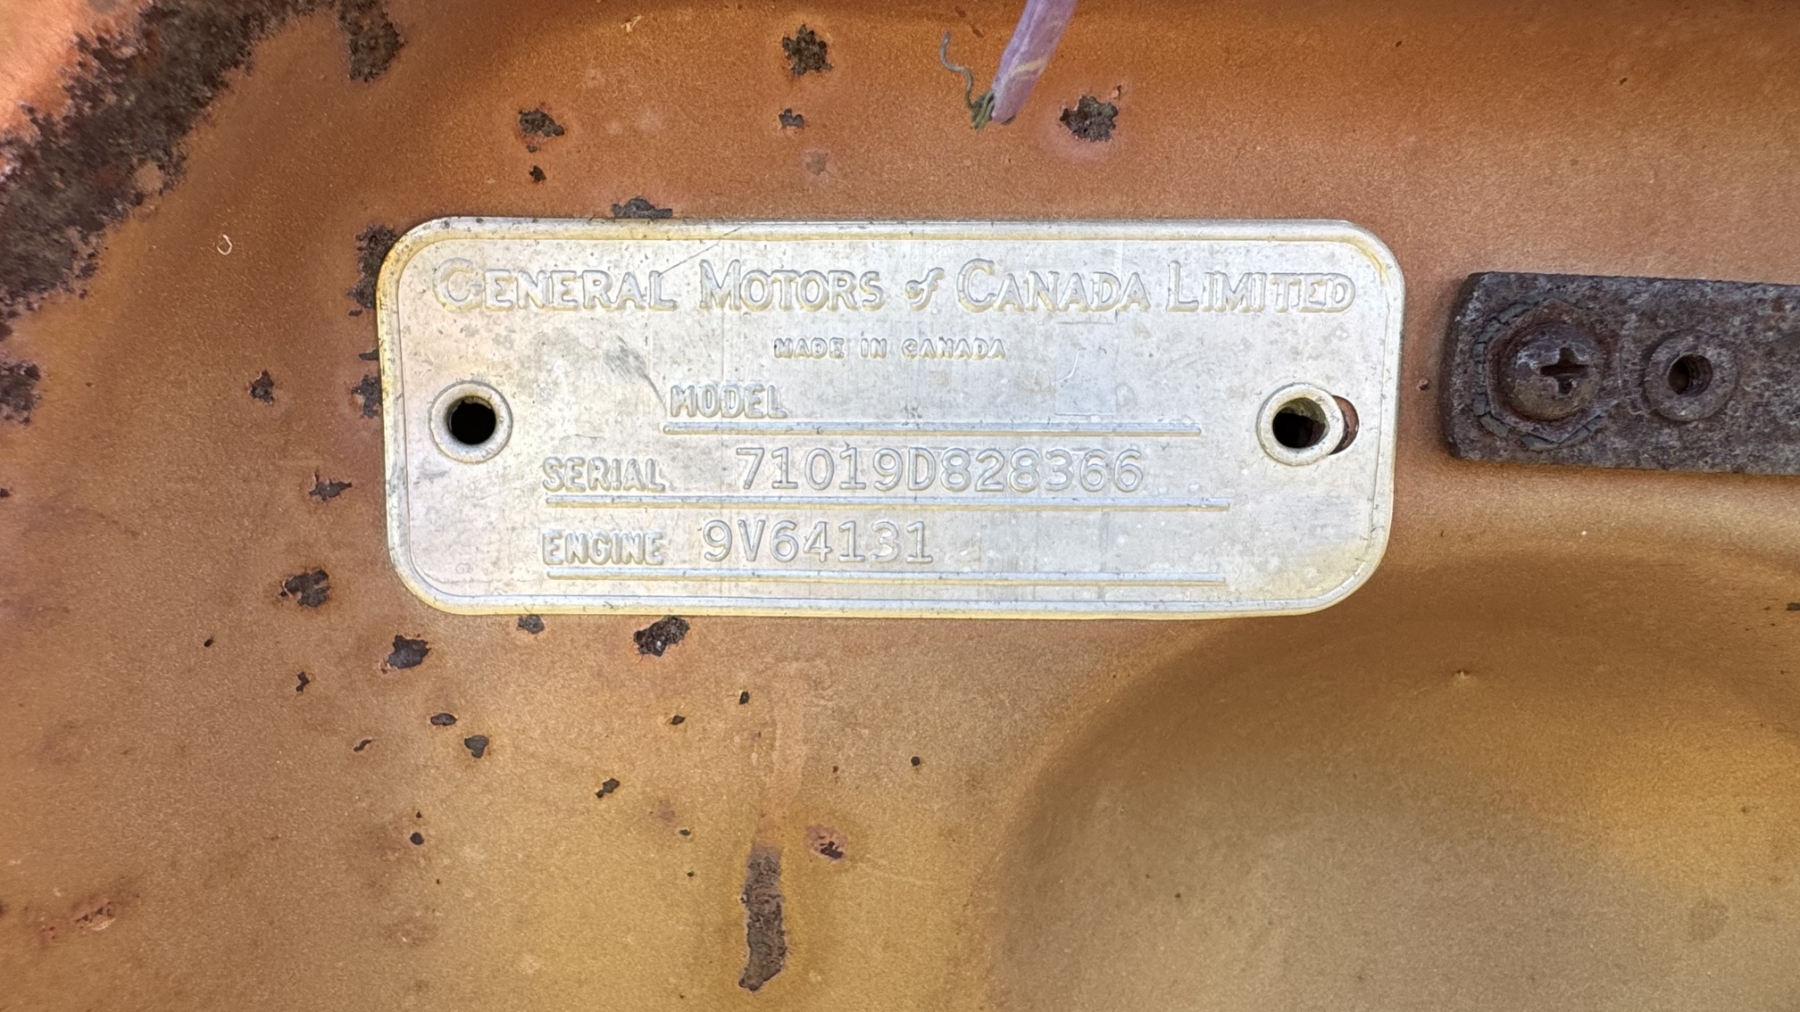 GENERAL MOTORS of CANADA LIMITED
MADE IN CANADA
MODEL
SERIAL 71019D828366
ENGINE 9V64131